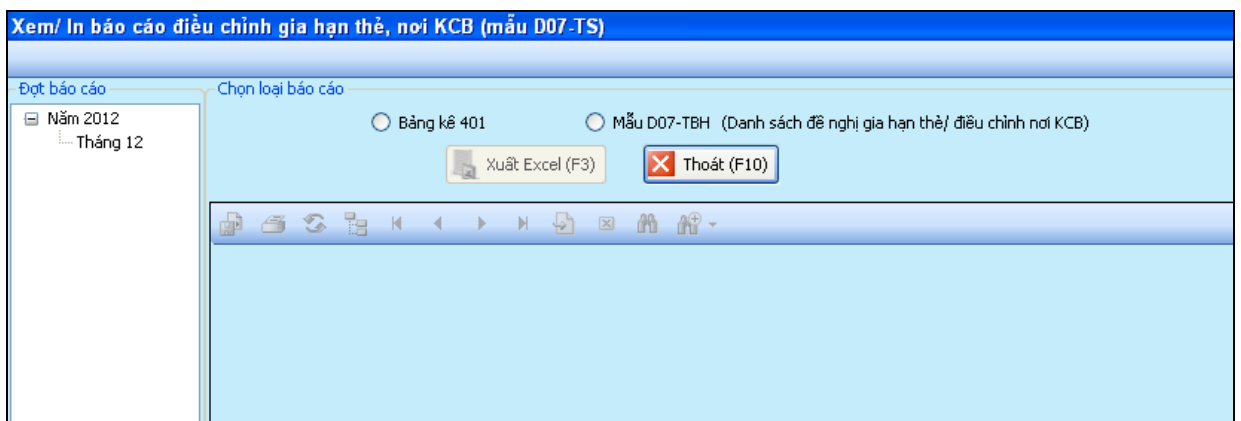 Xem/ In báo cáo điều chỉnh gia hạn thẻ, nơi KCB (mẫu D07-TS)
Đợt báo cáo
Chọn loại báo cáo
Năm 2012
Tháng 12
Bảng kê 401
Mẫu D07-TBH (Danh sách đề nghị gia hạn thẻ/ điều chỉnh nơi KCB)
Xuất Excel (F3)
Thoát (F10)